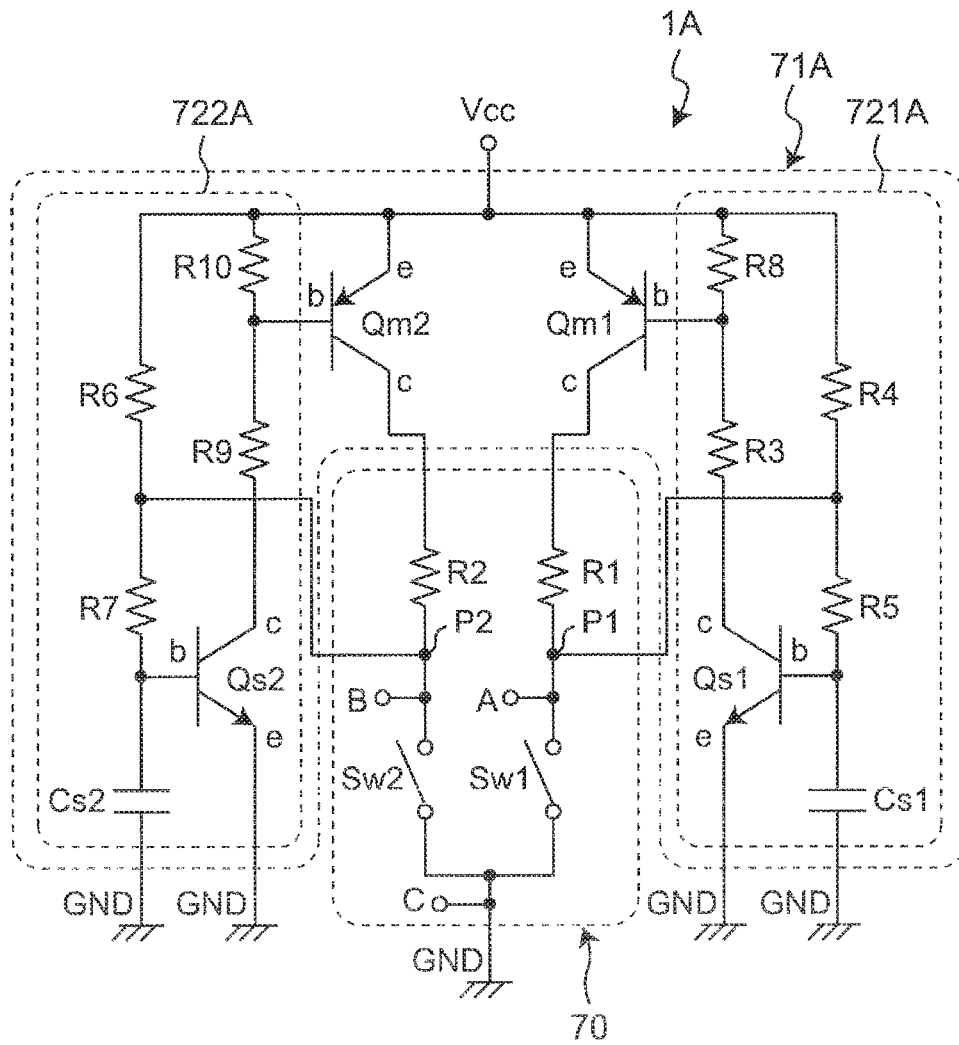 1A
71A
722A
Vcc
721A
R10
b
e
Qm2
c
e
b
Qm1
c
R8
R6
R9
R3
R4
R7
R2
R1
R5
P2
P1
b
c
Qs2
e
B
A
c
b
Qs1
e
Sw2
Sw1
Cs2
Cs1
C
GND
GND
GND
GND
GND
70